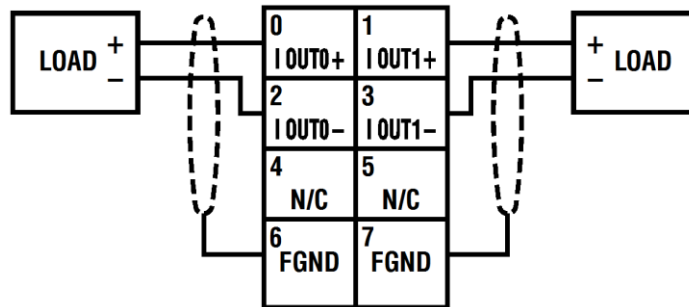 LOAD + −
0 1
I OUT0+ I OUT1+
2 3
I OUT0− I OUT1−
4 5
N/C N/C
6 7
FGND FGND
+ − LOAD